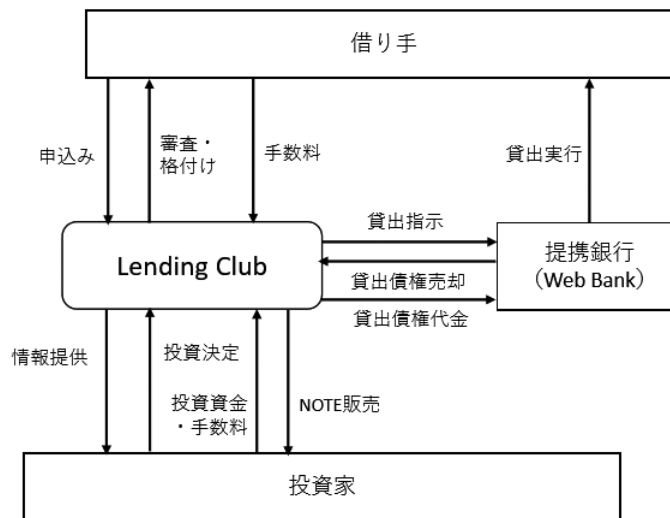 借り手
申込み
審査・
格付け
手数料
貸出実行
Lending Club
貸出指示
貸出債権売却
貸出債権代金
提携銀行
（Web Bank）
情報提供
投資決定
投資資金
・手数料
NOTE販売
投資家